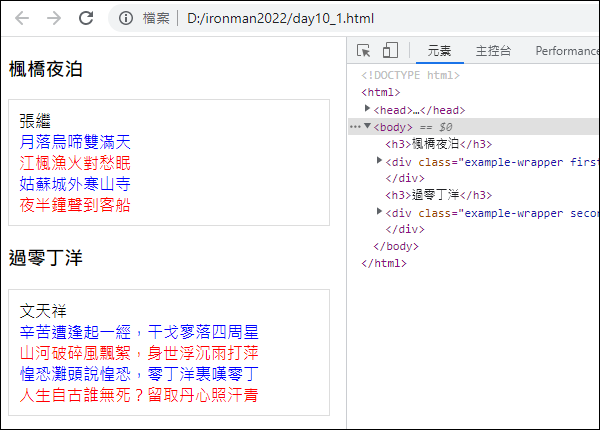 檔案 | D:/ironman2022/day10_1.html
楓橋夜泊
張繼
月落烏啼雙滿天
江楓漁火對愁眠
姑蘇城外寒山寺
夜半鐘聲到客船
過零丁洋
文天祥
辛苦遭逢起一經，干戈寥落四周星
山河破碎風飄絮，身世浮沉雨打萍
惶恐灘頭說惶恐，零丁洋裏嘆零丁
人生自古誰無死？留取丹心照汗青
元素 主控台 Performance
<!DOCTYPE html>
<html>
<head>…</head>
<body> == $0
<h3>楓橋夜泊</h3>
<div class="example-wrapper first
</div>
<h3>過零丁洋</h3>
<div class="example-wrapper seco
</div>
</body>
</html>